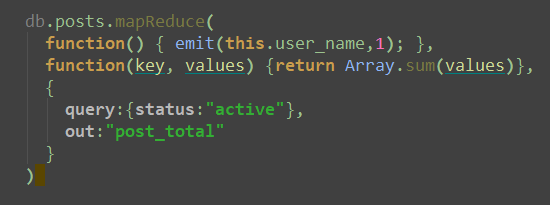 db.posts.mapReduce(
function() { emit(this.user_name,1); },
function(key, values) {return Array.sum(values)},
{
query:{status:"active"},
out:"post_total"
}
)